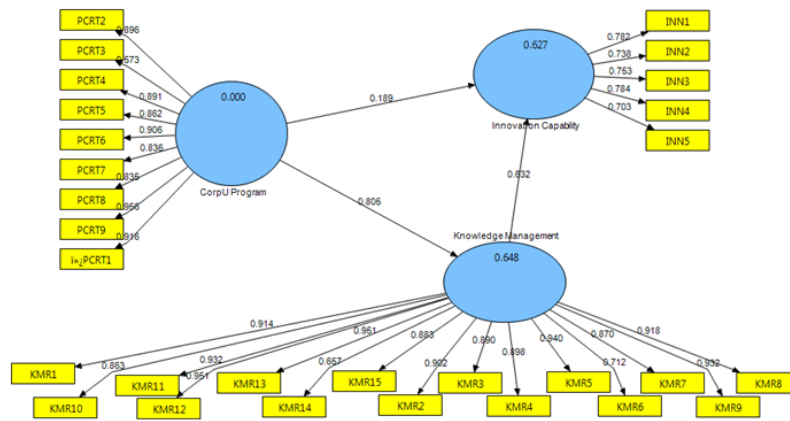 PCRT2
0.896
PCRT3
0.573
PCRT4
0.891
PCRT5
0.862
PCRT6
0.906
PCRT7
0.836
PCRT8
0.835
PCRT9
0.956
ï»¿PCRT1
0.916
0.000
CorpU Program
0.189
0.805
0.627
Innovation Capability
0.782
INN1
0.738
INN2
0.753
INN3
0.784
INN4
0.703
INN5
0.832
Knowledge Management
0.648
0.914
0.863
0.932
0.951
0.951
0.657
0.883
0.902
0.890
0.898
0.940
0.712
0.870
0.932
0.918
KMR1
KMR10
KMR11
KMR12
KMR13
KMR14
KMR15
KMR2
KMR3
KMR4
KMR5
KMR6
KMR7
KMR9
KMR8